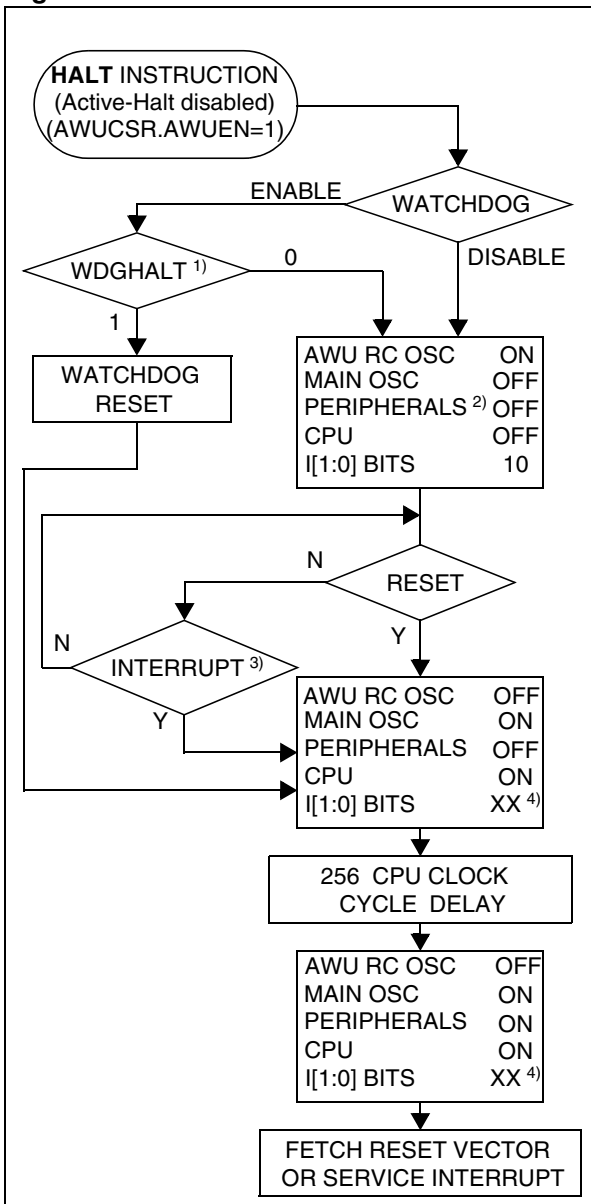 HALT INSTRUCTION
(Active-Halt disabled)
(AWUCSR.AWUEN=1)
ENABLE
WATCHDOG
WDGHALT 1)
0
DISABLE
1
WATCHDOG
RESET
AWU RC OSC ON
MAIN OSC OFF
PERIPHERALS 2) OFF
CPU OFF
I[1:0] BITS 10
N
RESET
N
Y
INTERRUPT 3)
Y
AWU RC OSC OFF
MAIN OSC ON
PERIPHERALS OFF
CPU ON
I[1:0] BITS XX 4)
256 CPU CLOCK
CYCLE DELAY
AWU RC OSC OFF
MAIN OSC ON
PERIPHERALS ON
CPU ON
I[1:0] BITS XX 4)
FETCH RESET VECTOR
OR SERVICE INTERRUPT